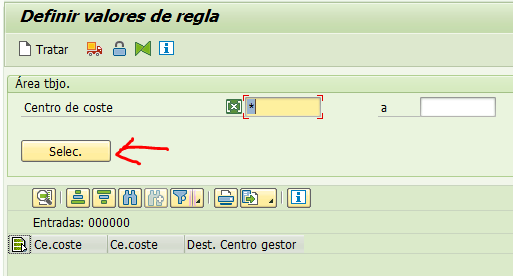 Definir valores de regla
Tratar
Área tbjo.
Centro de coste * a
Selec.
Entradas: 000000
Ce.coste Ce.coste Dest. Centro gestor